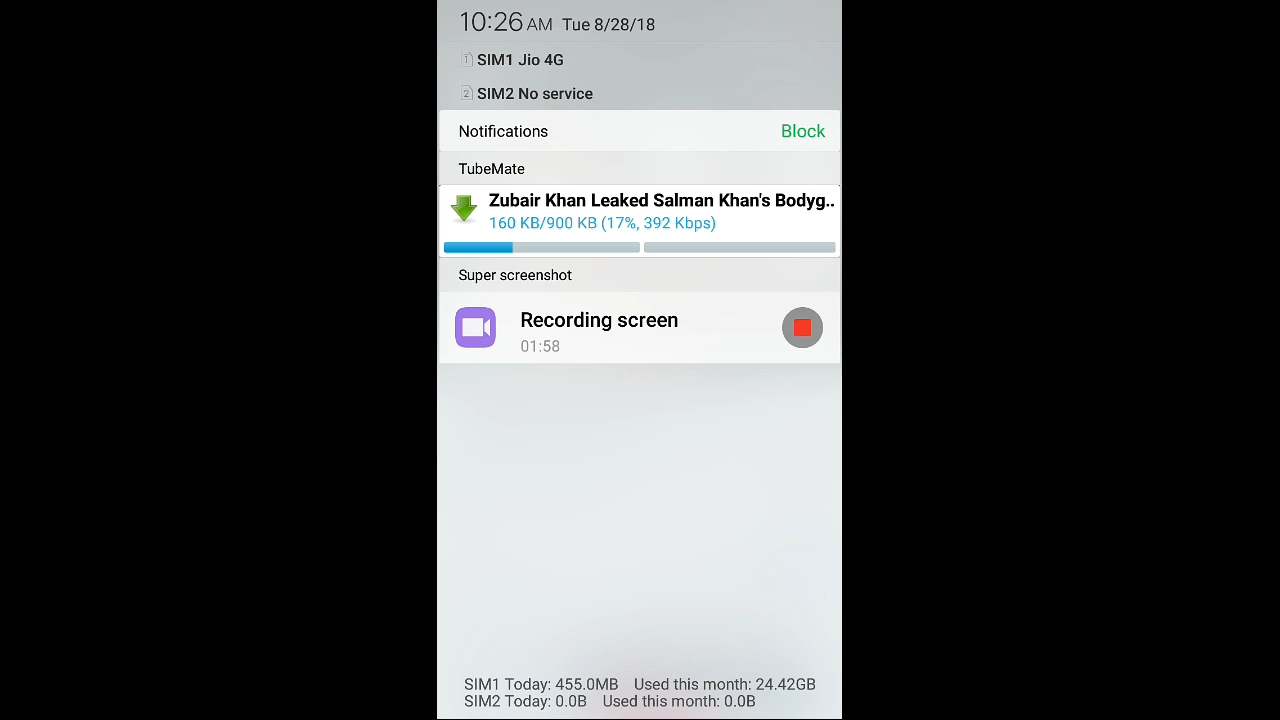 10:26 AM Tue 8/28/18
1 SIM1 Jio 4G
2 SIM2 No service
Notifications Block
TubeMate
Zubair Khan Leaked Salman Khan's Bodyg..
160 KB/900 KB (17%, 392 Kbps)
Super screenshot
Recording screen
01:58
SIM1 Today: 455.0MB Used this month: 24.42GB
SIM2 Today: 0.0B Used this month: 0.0B